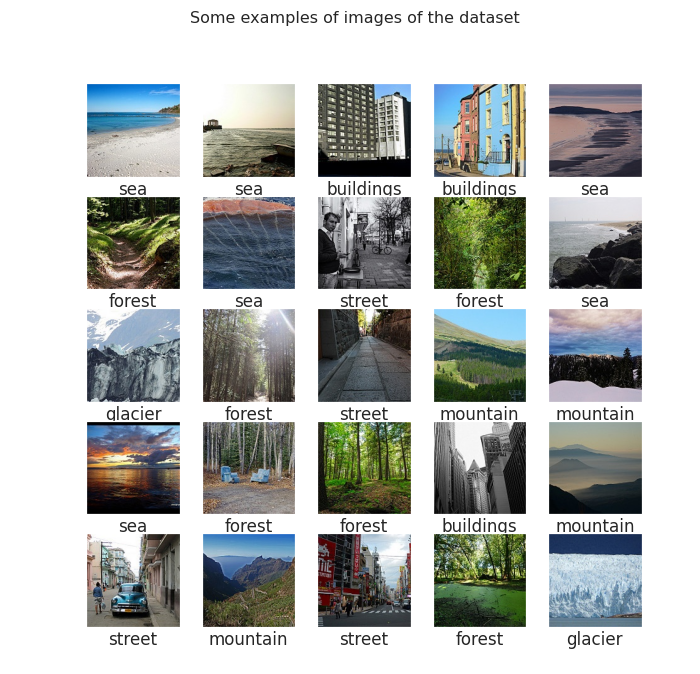 Some examples of images of the dataset
sea sea buildings buildings sea
forest sea street forest sea
glacier forest street mountain mountain
sea forest forest buildings mountain
street mountain street forest glacier